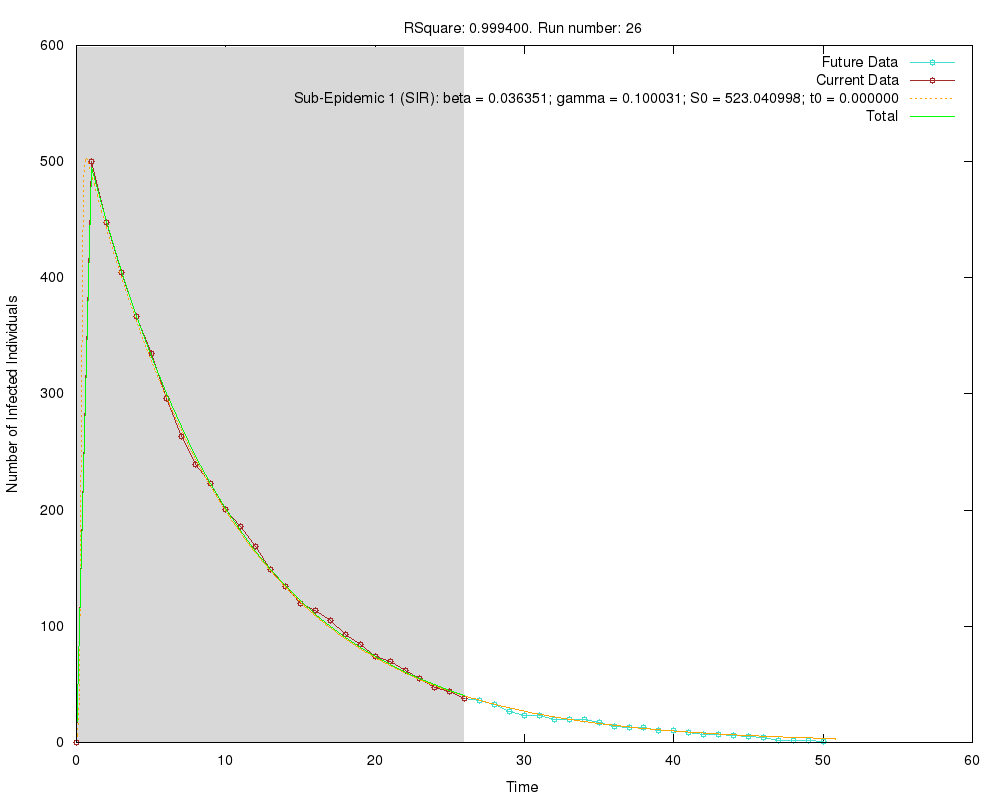 RSquare: 0.999400. Run number: 26
600
500
400
300
200
100
0
Number of Infected Individuals
Future Data
Current Data
Sub-Epidemic 1 (SIR): beta = 0.036351; gamma = 0.100031; S0 = 523.040998; t0 = 0.000000
Total
0 10 20 30 40 50 60
Time